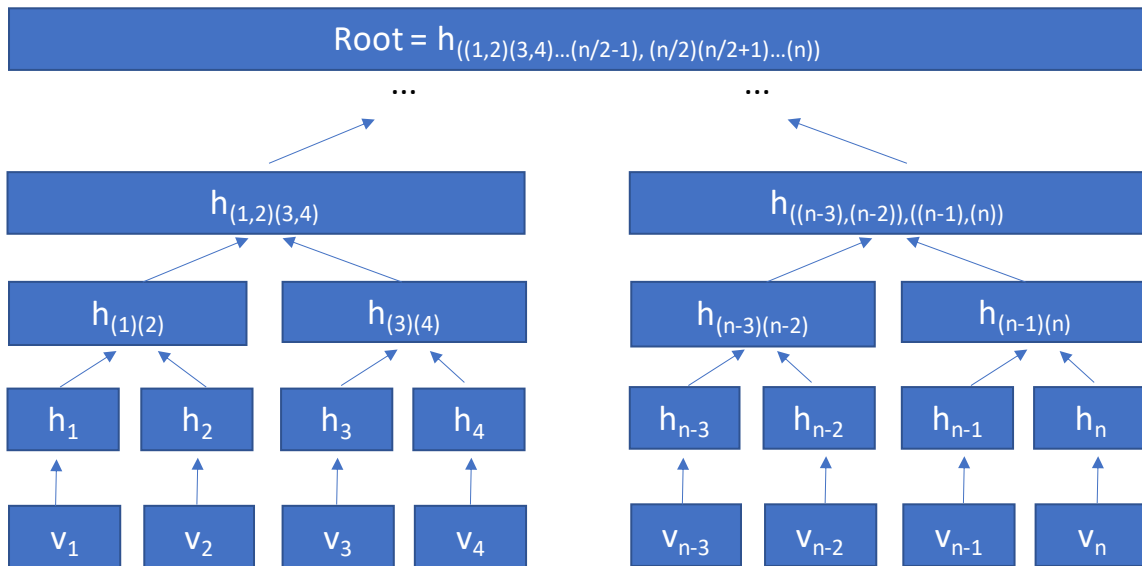 Root = h((1,2)(3,4)…(n/2-1), (n/2)(n/2+1)…(n))
… …
h(1,2)(3,4) h((n-3),(n-2)),((n-1),(n))
h(1)(2) h(3)(4) h(n-3)(n-2) h(n-1)(n)
h1 h2 h3 h4 hn-3 hn-2 hn-1 hn
v1 v2 v3 v4 vn-3 vn-2 vn-1 vn